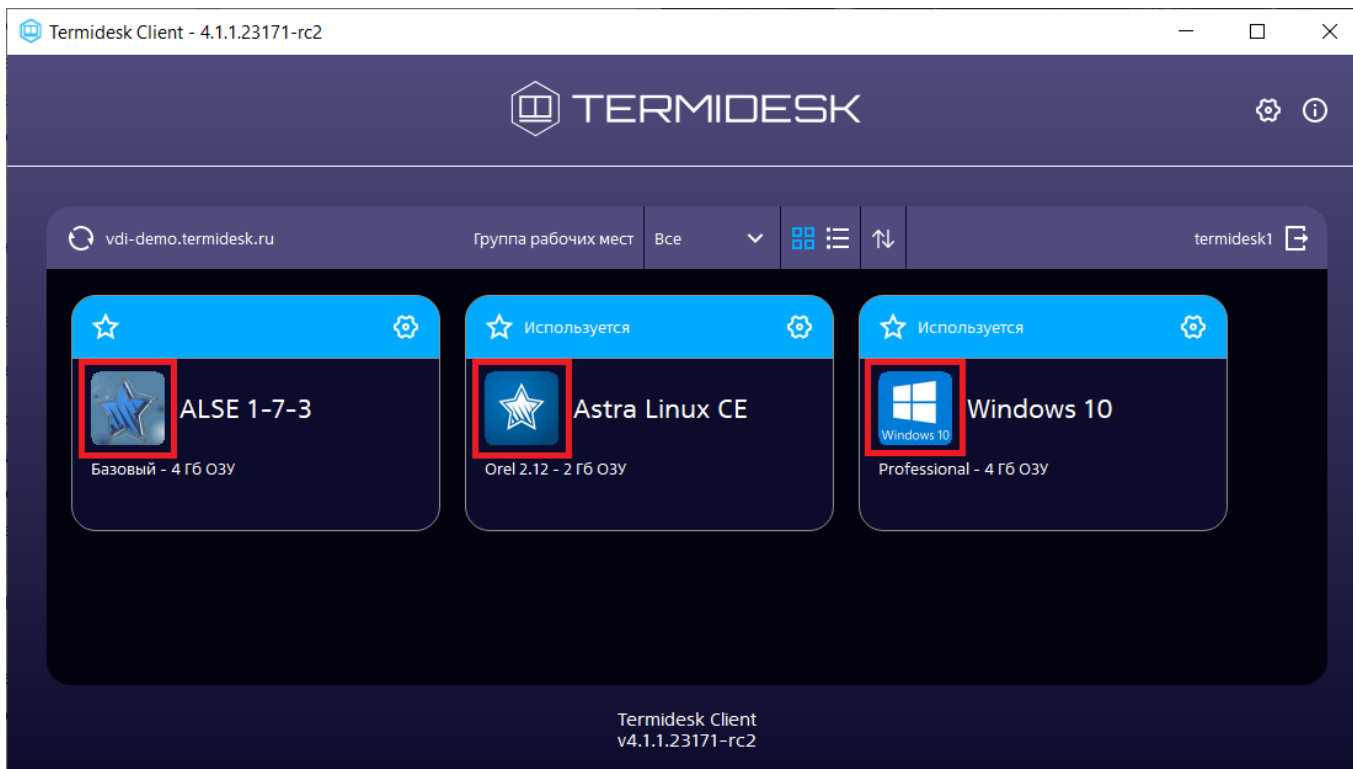 Termidesk Client - 4.1.1.23171-rc2
TERMIDESK
vdi-demo.termidesk.ru Группа рабочих мест Все termidesk1
Используется Используется
ALSE 1-7-3 Astra Linux CE Windows 10 Windows 10
Базовый - 4 Гб ОЗУ Orel 2.12 - 2 Гб ОЗУ Professional - 4 Гб ОЗУ
Termidesk Client
v4.1.1.23171-rc2